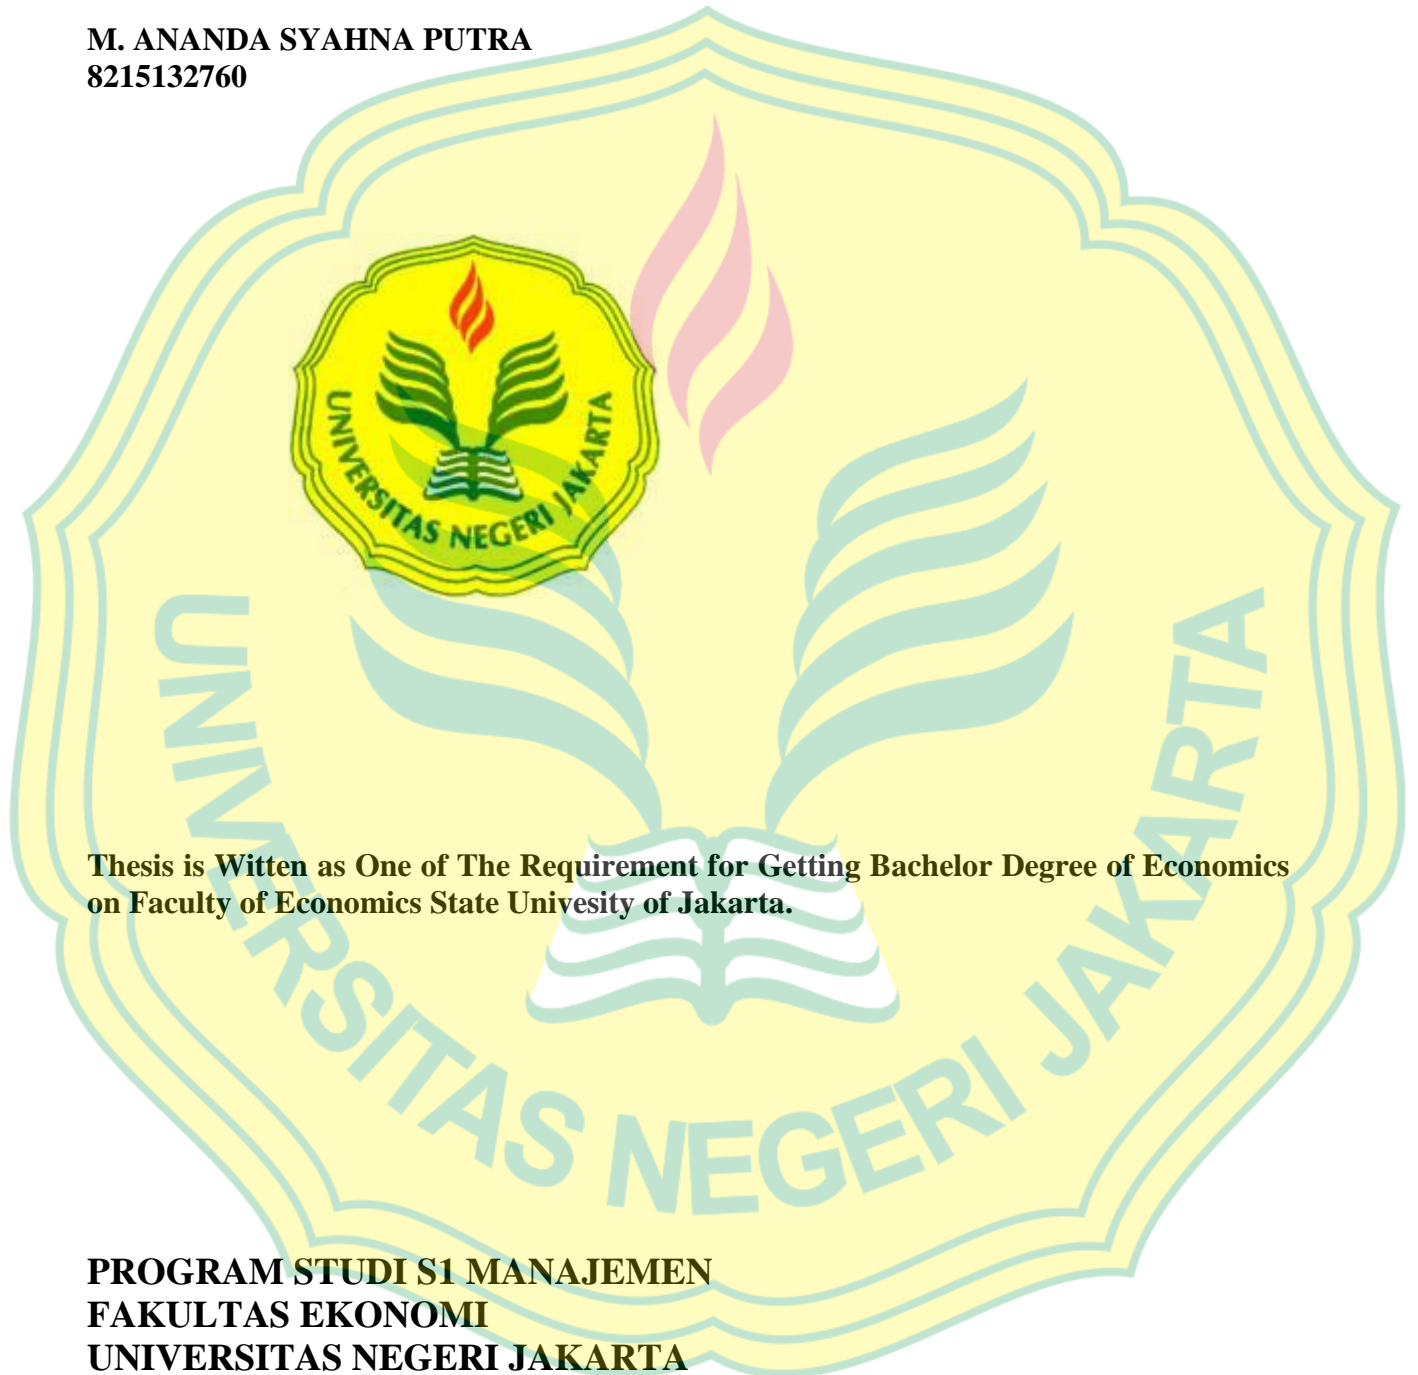 M. ANANDA SYAHNA PUTRA
8215132760
UNIVERSITAS NEGERI JAKARTA
UNIVERSITAS NEGERI JAKARTA
Thesis is Witten as One of The Requirement for Getting Bachelor Degree of Economics
on Faculty of Economics State Univesity of Jakarta.
PROGRAM STUDI S1 MANAJEMEN
FAKULTAS EKONOMI
UNIVERSITAS NEGERI JAKARTA